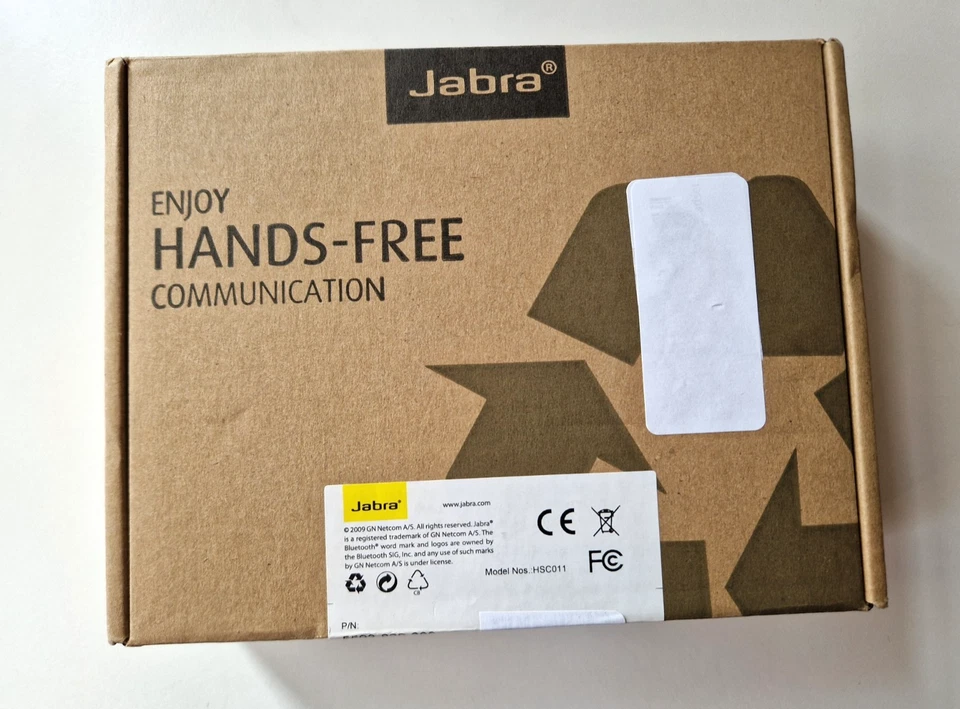 Jabra®
ENJOY
HANDS-FREE
COMMUNICATION
Jabra®
www.jabra.com
© 2009 GN Netcom A/S. All rights reserved. Jabra®
is a registered trademark of GN Netcom A/S. The
Bluetooth® word mark and logos are owned by
the Bluetooth SIG, Inc. and any use of such marks
by GN Netcom A/S is under license.
CE
Model Nos.:HSC011
FC
C8
P/N: